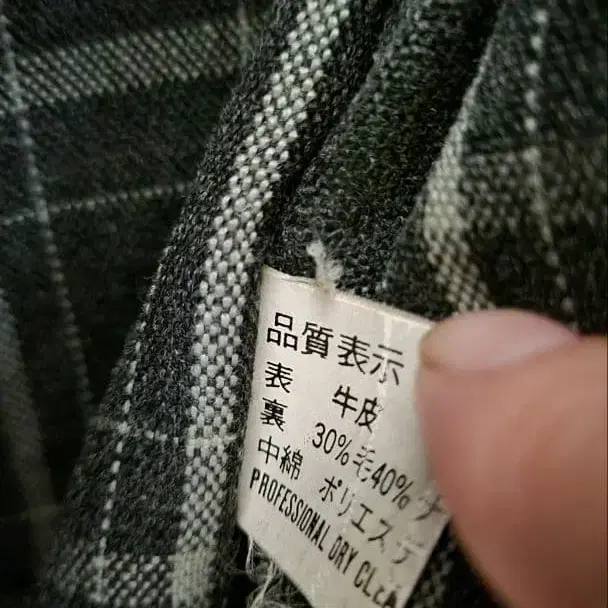 品質表示
表 牛皮
裏 30%毛40%ナ
中綿 ポリエステ
PROFESSIONAL DRY CLEA